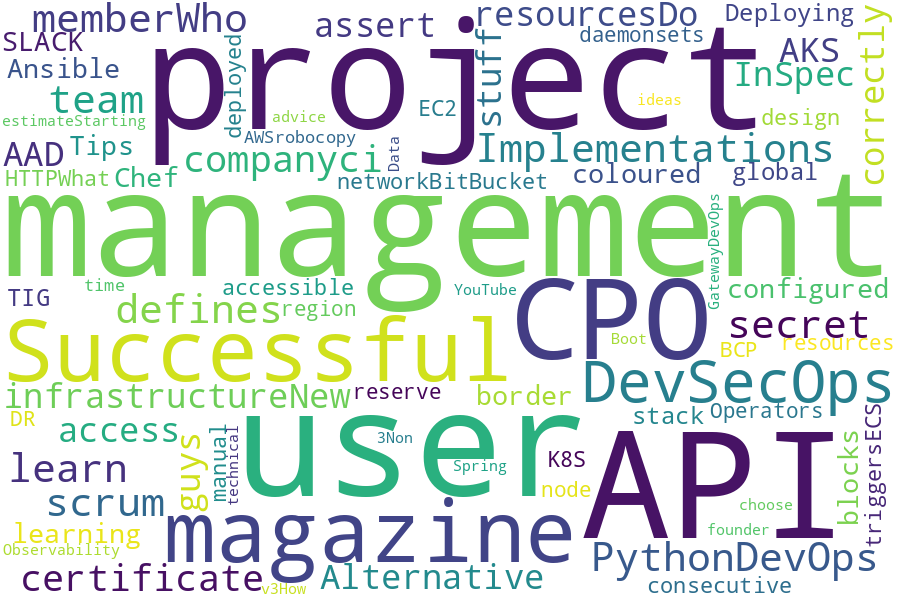 memberWho
assert
resourcesDo
Deploying
SLACK
project
stuff
daemonsets
AKS
correctly
Ansible
deployed
InSpec
team
EC2
ideas
estimateStarting
advice
design
AWSrobocopy
AAD
Tips
companyci
Data
Implementations
HTTPWhat
Chef
networkBitBucket
coloured
global
management
GatewayDevOps
TIG
time
accessible
YouTube
configured
defines
region
CPO
secret
Successful
Boot
BCP
resources
infrastructureNew
reserve
border
DevSecOps
DR
access
user
stack
Operators
triggersECS
guys
manual
technical
3Non
API
blocks
learn
Spring
K8S
scrum
node
magazine
choose
learning
founder
Observability
PythonDevOps
certificate
v3How
Alternative
consecutive